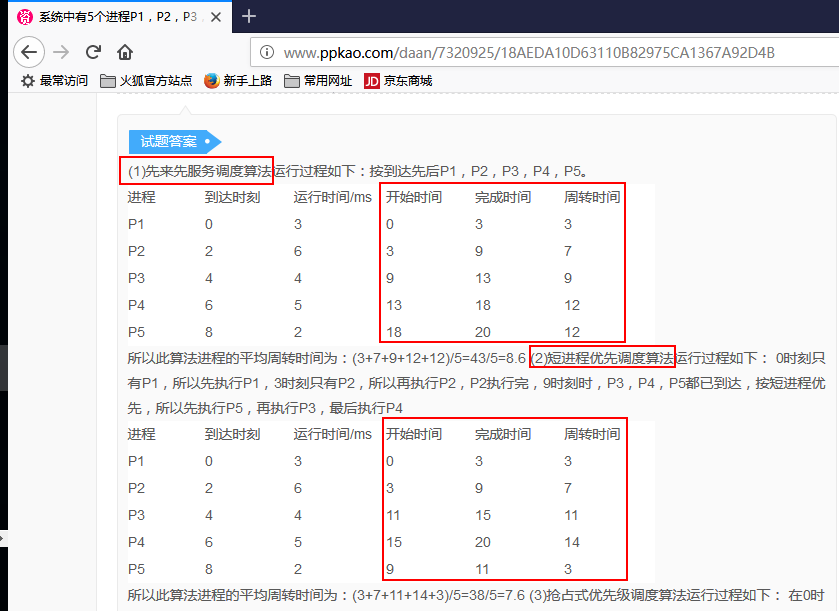 系统中有5个进程P1，P2，P3
www.ppkao.com/daan/7320925/18AEDA10D63110B82975CA1367A92D4B
最常访问 火狐官方站点 新手上路 常用网址 JD 京东商城
试题答案
(1)先来先服务调度算法运行过程如下：按到达先后P1，P2，P3，P4，P5。
进程 到达时刻 运行时间/ms 开始时间 完成时间 周转时间
P1 0 3 0 3 3
P2 2 6 3 9 7
P3 4 4 9 13 9
P4 6 5 13 18 12
P5 8 2 18 20 12
所以此算法进程的平均周转时间为：(3+7+9+12+12)/5=43/5=8.6 (2)短进程优先调度算法运行过程如下： 0时刻只
有P1，所以先执行P1，3时刻只有P2，所以再执行P2，P2执行完，9时刻时，P3，P4，P5都已到达，按短进程优
先，所以先执行P5，再执行P3，最后执行P4
进程 到达时刻 运行时间/ms 开始时间 完成时间 周转时间
P1 0 3 0 3 3
P2 2 6 3 9 7
P3 4 4 11 15 11
P4 6 5 15 20 14
P5 8 2 9 11 3
所以此算法进程的平均周转时间为：(3+7+11+14+3)/5=38/5=7.6 (3)抢占式优先级调度算法运行过程如下： 在0时